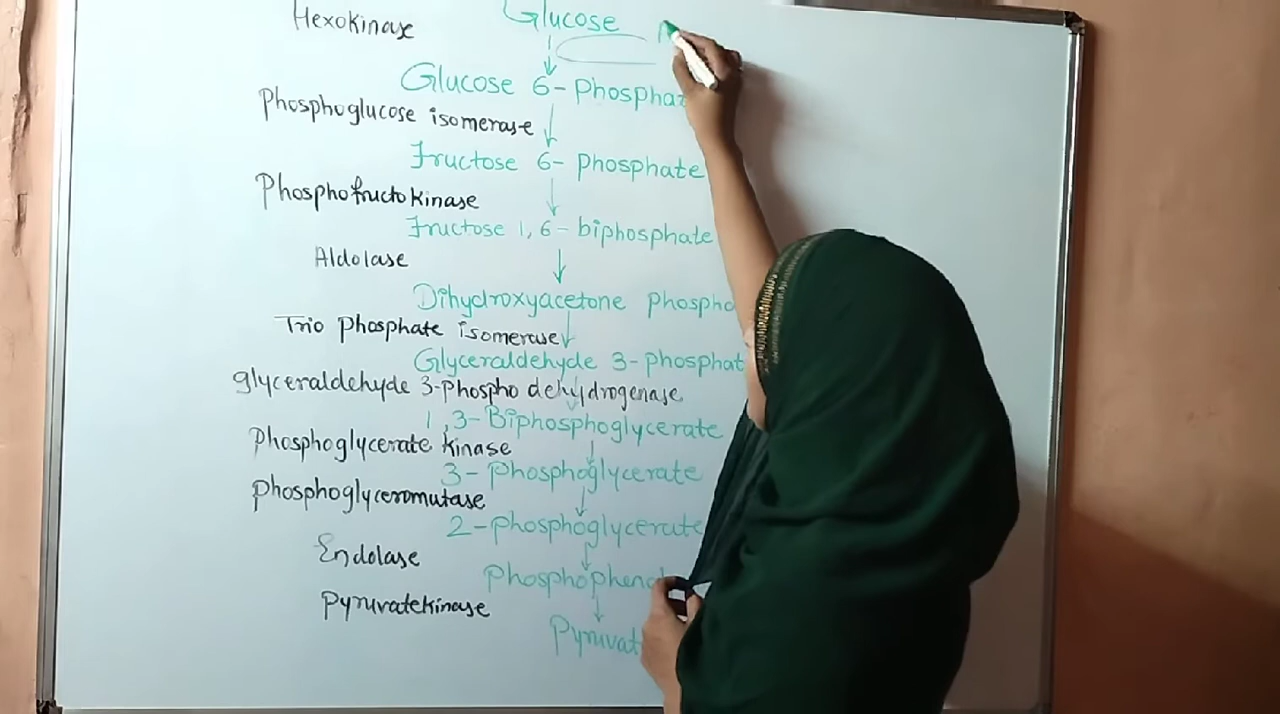 Glucose
Hexokinase
Glucose 6- Phosphat
Phosphoglucose isomerase
Fructose 6- Phosphate
Phosphofructokinase
Fructose 1,6- biphosphate
Aldolase
Dihydroxyacetone Phospho
Trio Phosphate isomerase
Glyceraldehyde 3-Phosphat
glyceraldehyde 3-Phospho dehydrogenase
1,3-Biphosphoglycerate
Phosphoglycerate kinase
3- Phosphoglycerate
Phosphoglyceromutase
2-Phosphoglycerate
Endolase
Phosphophenol
Pyruvatekinase
Pyruvat